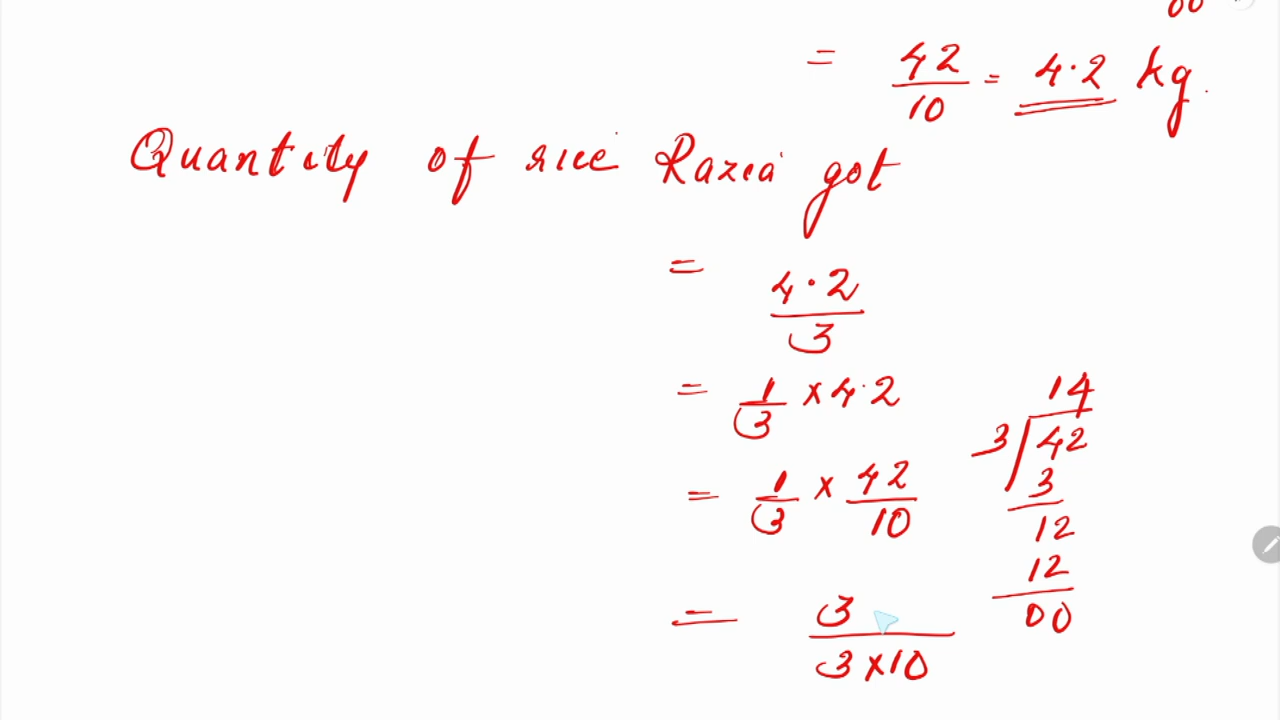 00
= 42/10 = 4.2 kg.
Quantity of rice Razia got
= 4.2/3
= 1/3 × 4.2
= 1/3 × 42/10
= 3/3×10
14
3 42
3
12
12
00